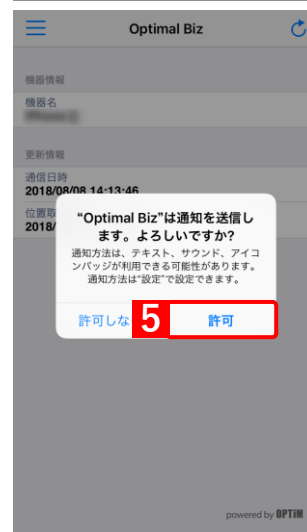 Optimal Biz
機器情報
機器名
更新情報
通信日時
2018/08/08 14:13:46
位置取
2018/
“Optimal Biz”は通知を送信し
ます。よろしいですか?
通知方法は、テキスト、サウンド、アイコ
ンバッジが利用できる可能性があります。
通知方法は“設定”で設定できます。
許可しな 5 許可
powered by OPTiM